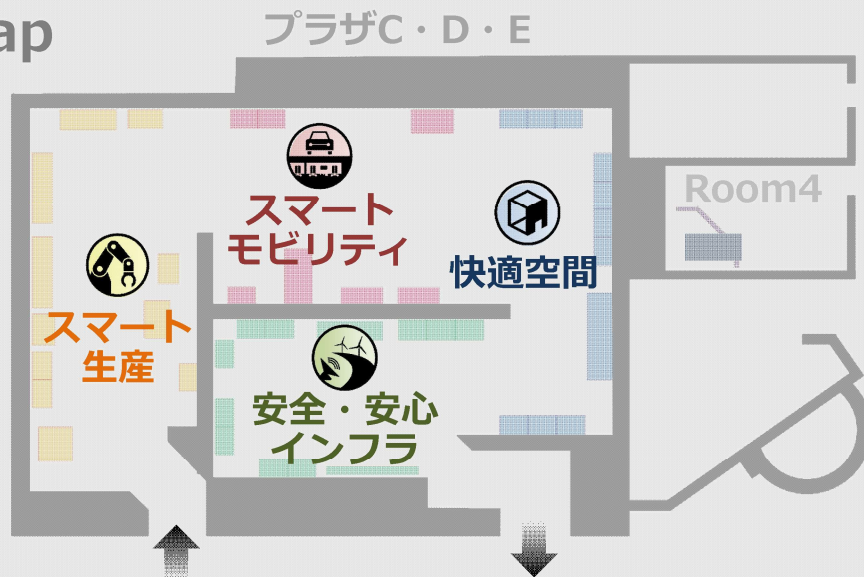 ap
プラザC・D・E
Room4
スマート
モビリティ
快適空間
スマート
生産
安全・安心
インフラ